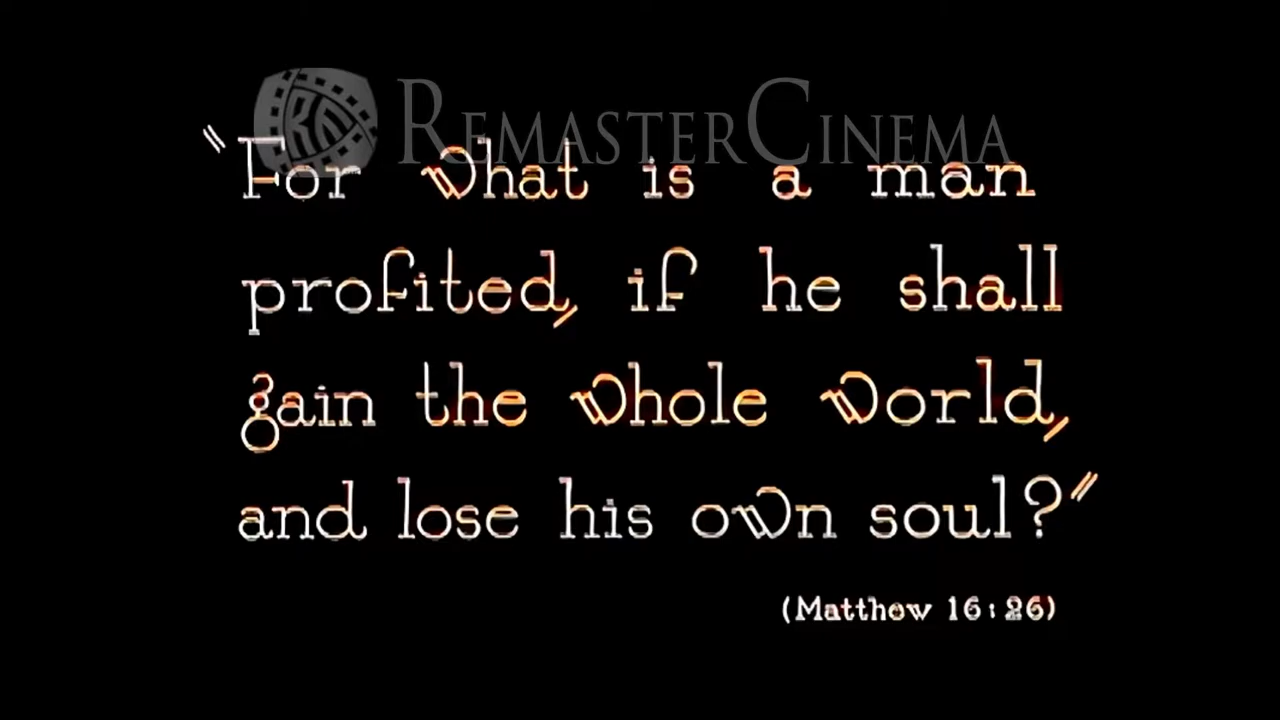 REMASTERCINEMA
"For what is a man
profited, if he shall
gain the whole world,
and lose his own soul?"
(Matthew 16:26)